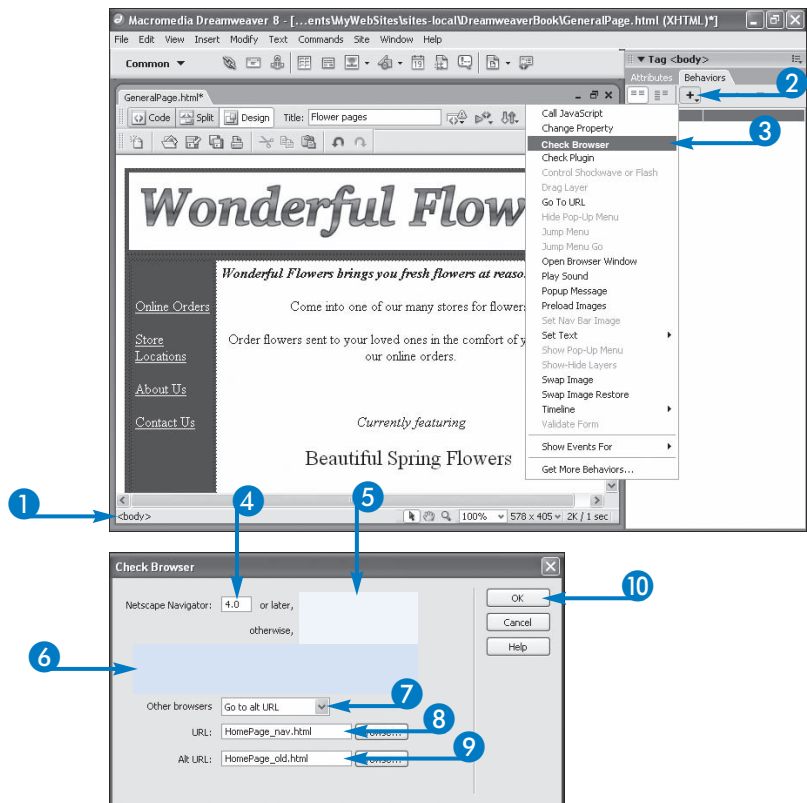 Macromedia Dreamweaver 8 - [...ents\MyWebSites\sites-local\DreamweaverBook\GeneralPage.html (XHTML)*]
File Edit View Insert Modify Text Commands Site Window Help
Common
Tag <body>
Attributes Behaviors
2
GeneralPage.html*
Code Split Design Title: Flower pages
Call JavaScript
Change Property
Check Browser
3
Check Plugin
Control Shockwave or Flash
Drag Layer
Go To URL
Hide Pop-Up Menu
Jump Menu
Jump Menu Go
Open Browser Window
Play Sound
Popup Message
Preload Images
Set Nav Bar Image
Set Text
Show Pop-Up Menu
Show-Hide Layers
Swap Image
Swap Image Restore
Timeline
Validate Form
Show Events For
Get More Behaviors...
Wonderful Flow
Wonderful Flowers brings you fresh flowers at reaso
Online Orders
Come into one of our many stores for flowers
Store
Locations
Order flowers sent to your loved ones in the comfort of y
our online orders.
About Us
Contact Us
Currently featuring
Beautiful Spring Flowers
1
4
5
<body>
100% 578 x 405 2K / 1 sec
Check Browser
Netscape Navigator: 4.0 or later,
otherwise,
OK
10
Cancel
Help
6
Other browsers Go to alt URL
7
URL: HomePage_nav.html
8
Alt URL: HomePage_old.html
9